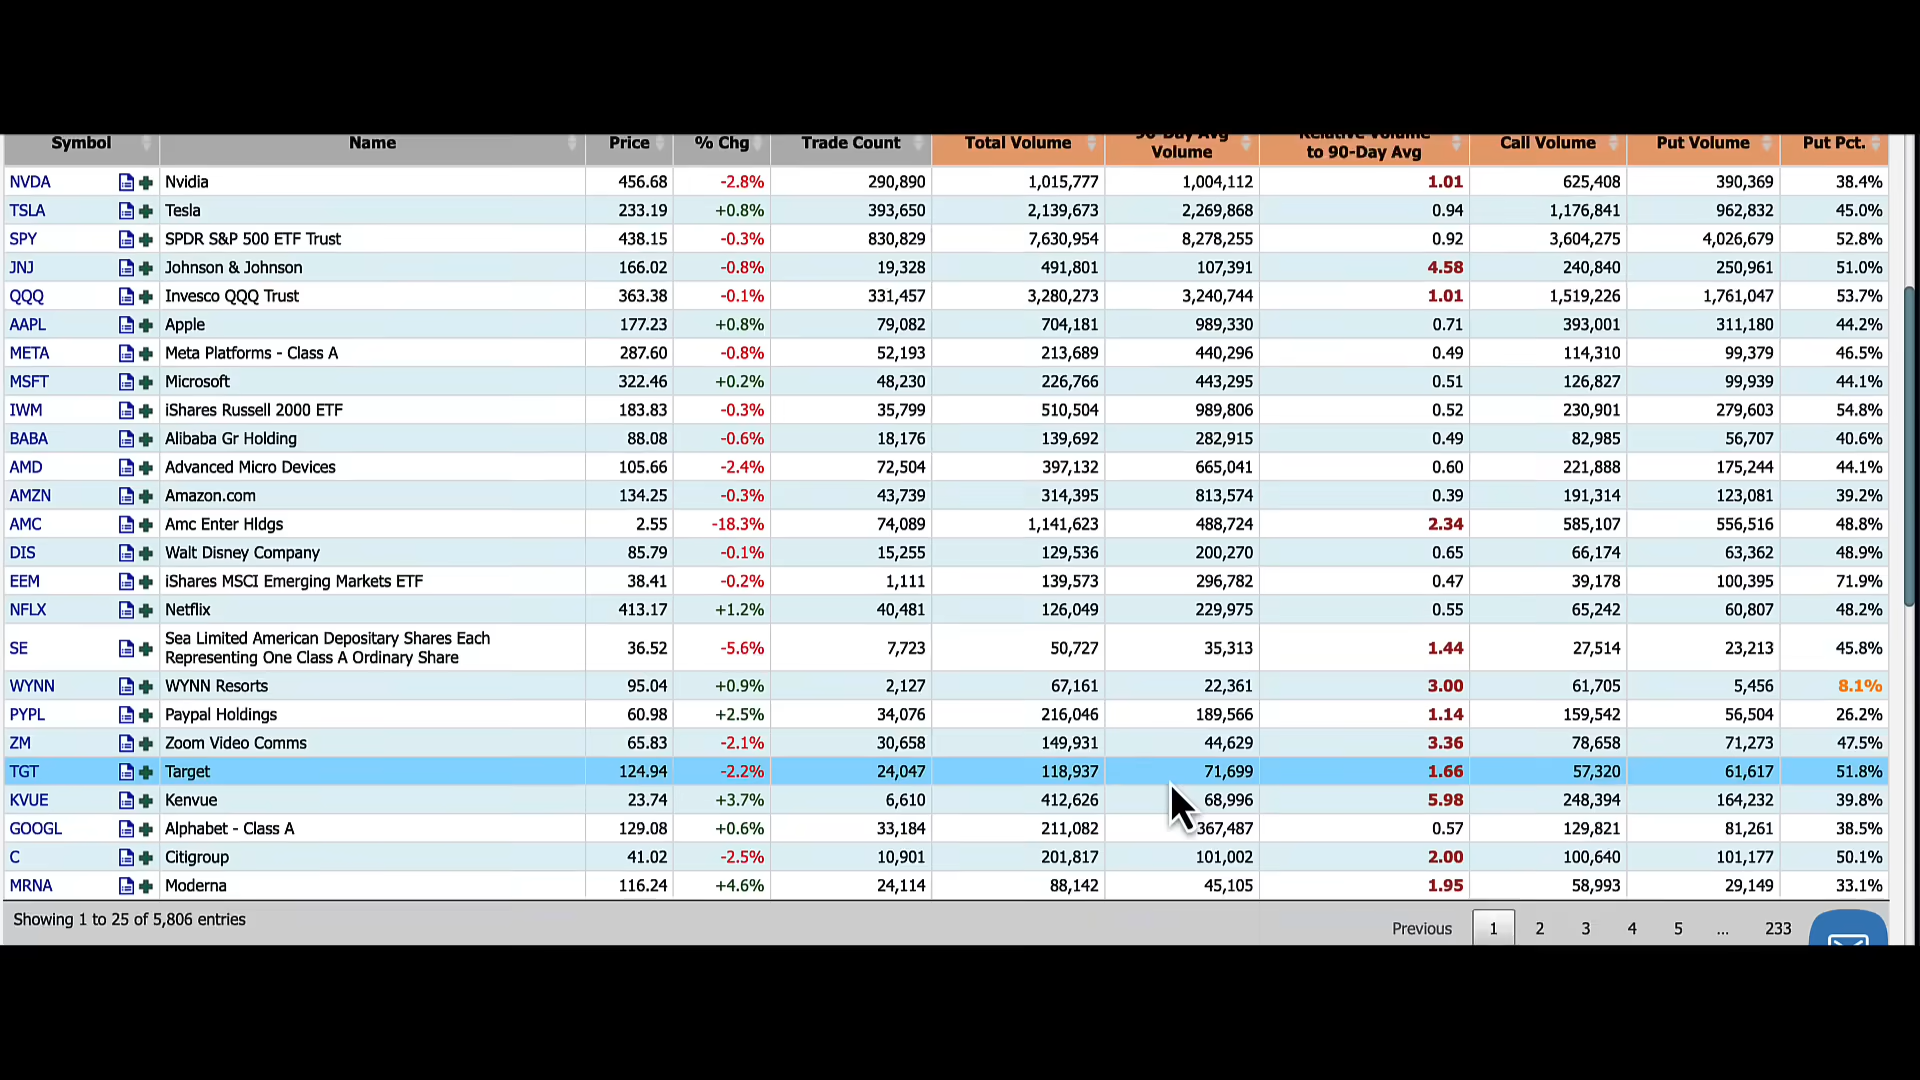 Symbol Name Price % Chg Trade Count Total Volume 90-Day Avg Volume Relative Volume to 90-Day Avg Call Volume Put Volume Put Pct.
NVDA Nvidia 456.68 -2.8% 290,890 1,015,777 1,004,112 1.01 625,408 390,369 38.4%
TSLA Tesla 233.19 +0.8% 393,650 2,139,673 2,269,868 0.94 1,176,841 962,832 45.0%
SPY SPDR S&P 500 ETF Trust 438.15 -0.3% 830,829 7,630,954 8,278,255 0.92 3,604,275 4,026,679 52.8%
JNJ Johnson & Johnson 166.02 -0.8% 19,328 491,801 107,391 4.58 240,840 250,961 51.0%
QQQ Invesco QQQ Trust 363.38 -0.1% 331,457 3,280,273 3,240,744 1.01 1,519,226 1,761,047 53.7%
AAPL Apple 177.23 +0.8% 79,082 704,181 989,330 0.71 393,001 311,180 44.2%
META Meta Platforms - Class A 287.60 -0.8% 52,193 213,689 440,296 0.49 114,310 99,379 46.5%
MSFT Microsoft 322.46 +0.2% 48,230 226,766 443,295 0.51 126,827 99,939 44.1%
IWM iShares Russell 2000 ETF 183.83 -0.3% 35,799 510,504 989,806 0.52 230,901 279,603 54.8%
BABA Alibaba Gr Holding 88.08 -0.6% 18,176 139,692 282,915 0.49 82,985 56,707 40.6%
AMD Advanced Micro Devices 105.66 -2.4% 72,504 397,132 665,041 0.60 221,888 175,244 44.1%
AMZN Amazon.com 134.25 -0.3% 43,739 314,395 813,574 0.39 191,314 123,081 39.2%
AMC Amc Enter Hldgs 2.55 -18.3% 74,089 1,141,623 488,724 2.34 585,107 556,516 48.8%
DIS Walt Disney Company 85.79 -0.1% 15,255 129,536 200,270 0.65 66,174 63,362 48.9%
EEM iShares MSCI Emerging Markets ETF 38.41 -0.2% 1,111 139,573 296,782 0.47 39,178 100,395 71.9%
NFLX Netflix 413.17 +1.2% 40,481 126,049 229,975 0.55 65,242 60,807 48.2%
SE Sea Limited American Depositary Shares Each Representing One Class A Ordinary Share 36.52 -5.6% 7,723 50,727 35,313 1.44 27,514 23,213 45.8%
WYNN WYNN Resorts 95.04 +0.9% 2,127 67,161 22,361 3.00 61,705 5,456 8.1%
PYPL Paypal Holdings 60.98 +2.5% 34,076 216,046 189,566 1.14 159,542 56,504 26.2%
ZM Zoom Video Comms 65.83 -2.1% 30,658 149,931 44,629 3.36 78,658 71,273 47.5%
TGT Target 124.94 -2.2% 24,047 118,937 71,699 1.66 57,320 61,617 51.8%
KVUE Kenvue 23.74 +3.7% 6,610 412,626 68,996 5.98 248,394 164,232 39.8%
GOOGL Alphabet - Class A 129.08 +0.6% 33,184 211,082 367,487 0.57 129,821 81,261 38.5%
C Citigroup 41.02 -2.5% 10,901 201,817 101,002 2.00 100,640 101,177 50.1%
MRNA Moderna 116.24 +4.6% 24,114 88,142 45,105 1.95 58,993 29,149 33.1%
Showing 1 to 25 of 5,806 entries
Previous 1 2 3 4 5 ... 233